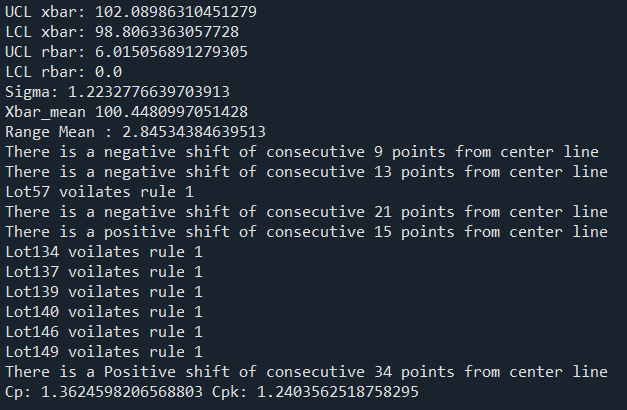 UCL xbar: 102.08986310451279
LCL xbar: 98.8063363057728
UCL rbar: 6.015056891279305
LCL rbar: 0.0
Sigma: 1.2232776639703913
Xbar_mean 100.4480997051428
Range Mean : 2.84534384639513
There is a negative shift of consecutive 9 points from center line
There is a negative shift of consecutive 13 points from center line
Lot57 voilates rule 1
There is a negative shift of consecutive 21 points from center line
There is a positive shift of consecutive 15 points from center line
Lot134 voilates rule 1
Lot137 voilates rule 1
Lot139 voilates rule 1
Lot140 voilates rule 1
Lot146 voilates rule 1
Lot149 voilates rule 1
There is a Positive shift of consecutive 34 points from center line
Cp: 1.3624598206568803 Cpk: 1.2403562518758295